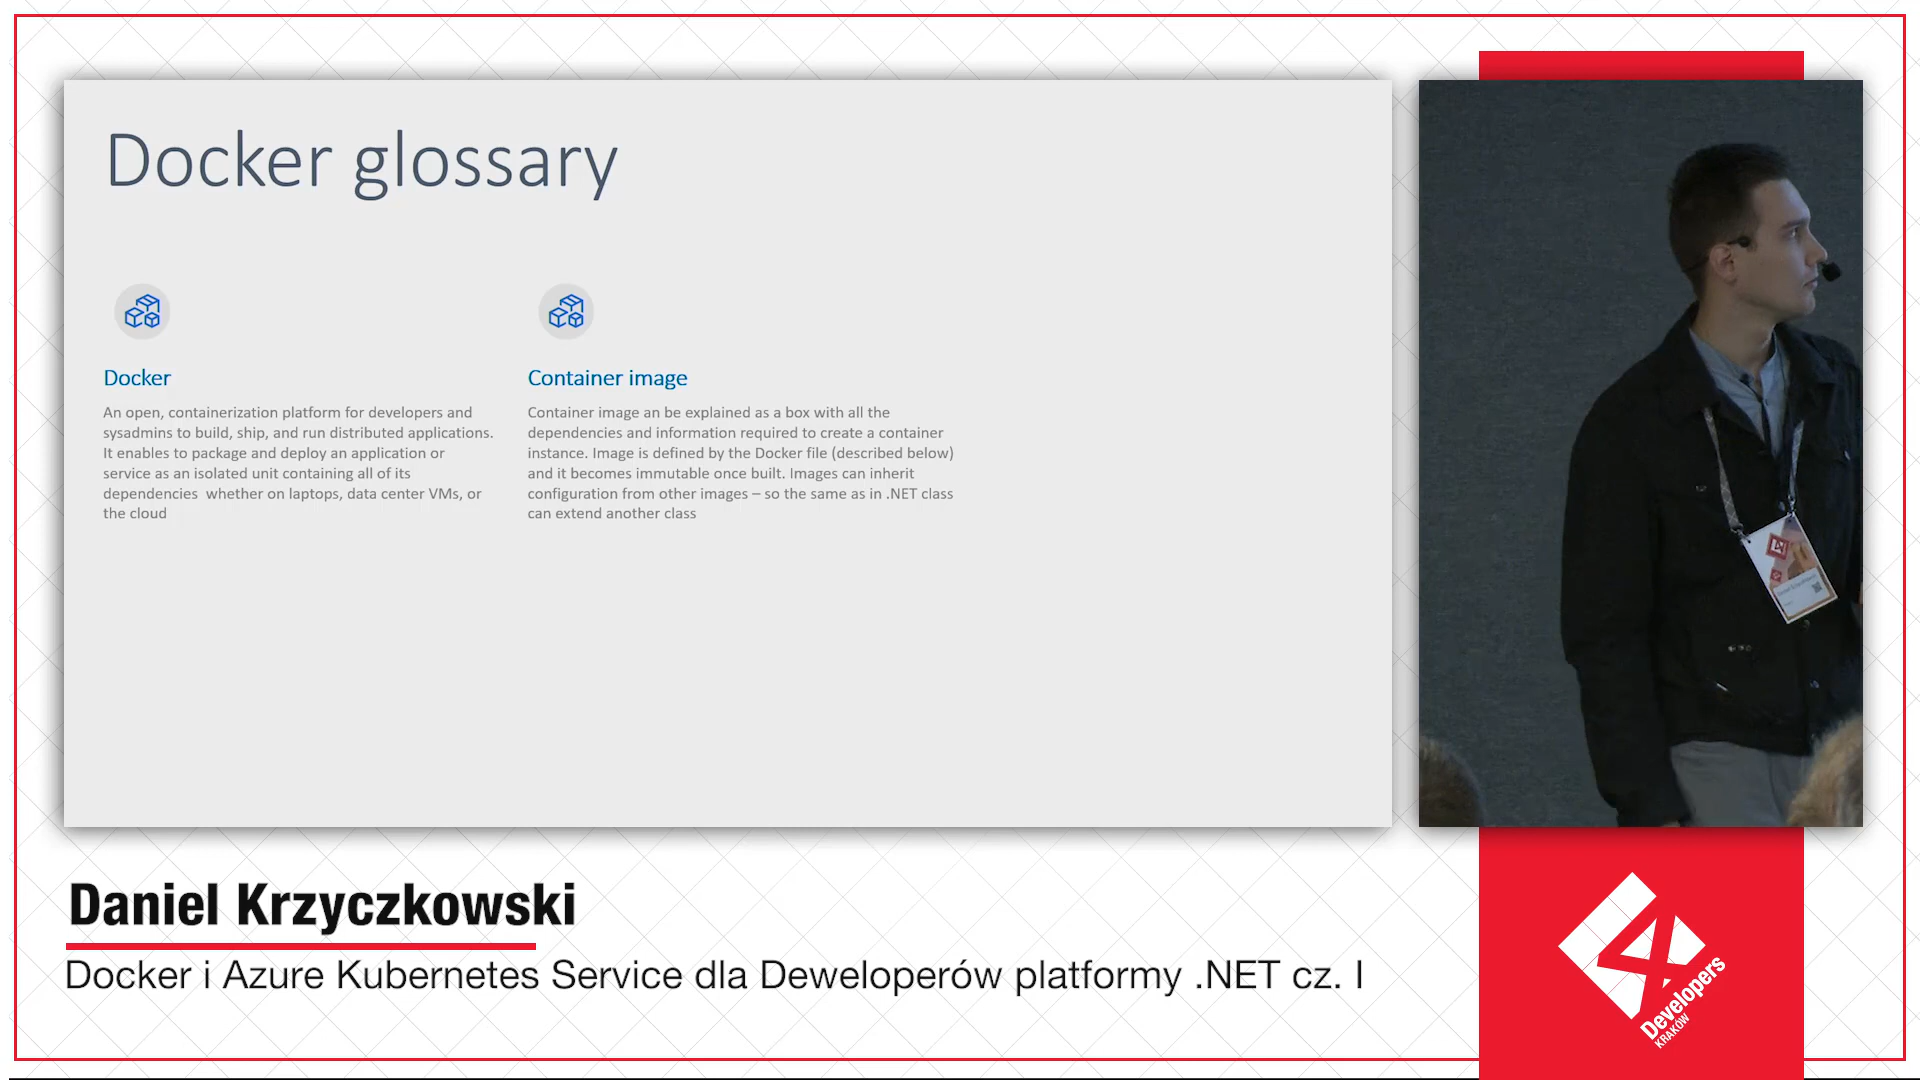 Docker glossary
Docker
An open, containerization platform for developers and
sysadmins to build, ship, and run distributed applications.
It enables to package and deploy an application or
service as an isolated unit containing all of its
dependencies  whether on laptops, data center VMs, or
the cloud
Container image
Container image an be explained as a box with all the
dependencies and information required to create a container
instance. Image is defined by the Docker file (described below)
and it becomes immutable once built. Images can inherit
configuration from other images – so the same as in .NET class
can extend another class
Daniel Krzyczkowski
Docker i Azure Kubernetes Service dla Deweloperów platformy .NET cz. I
4
Developers
KRAKÓW